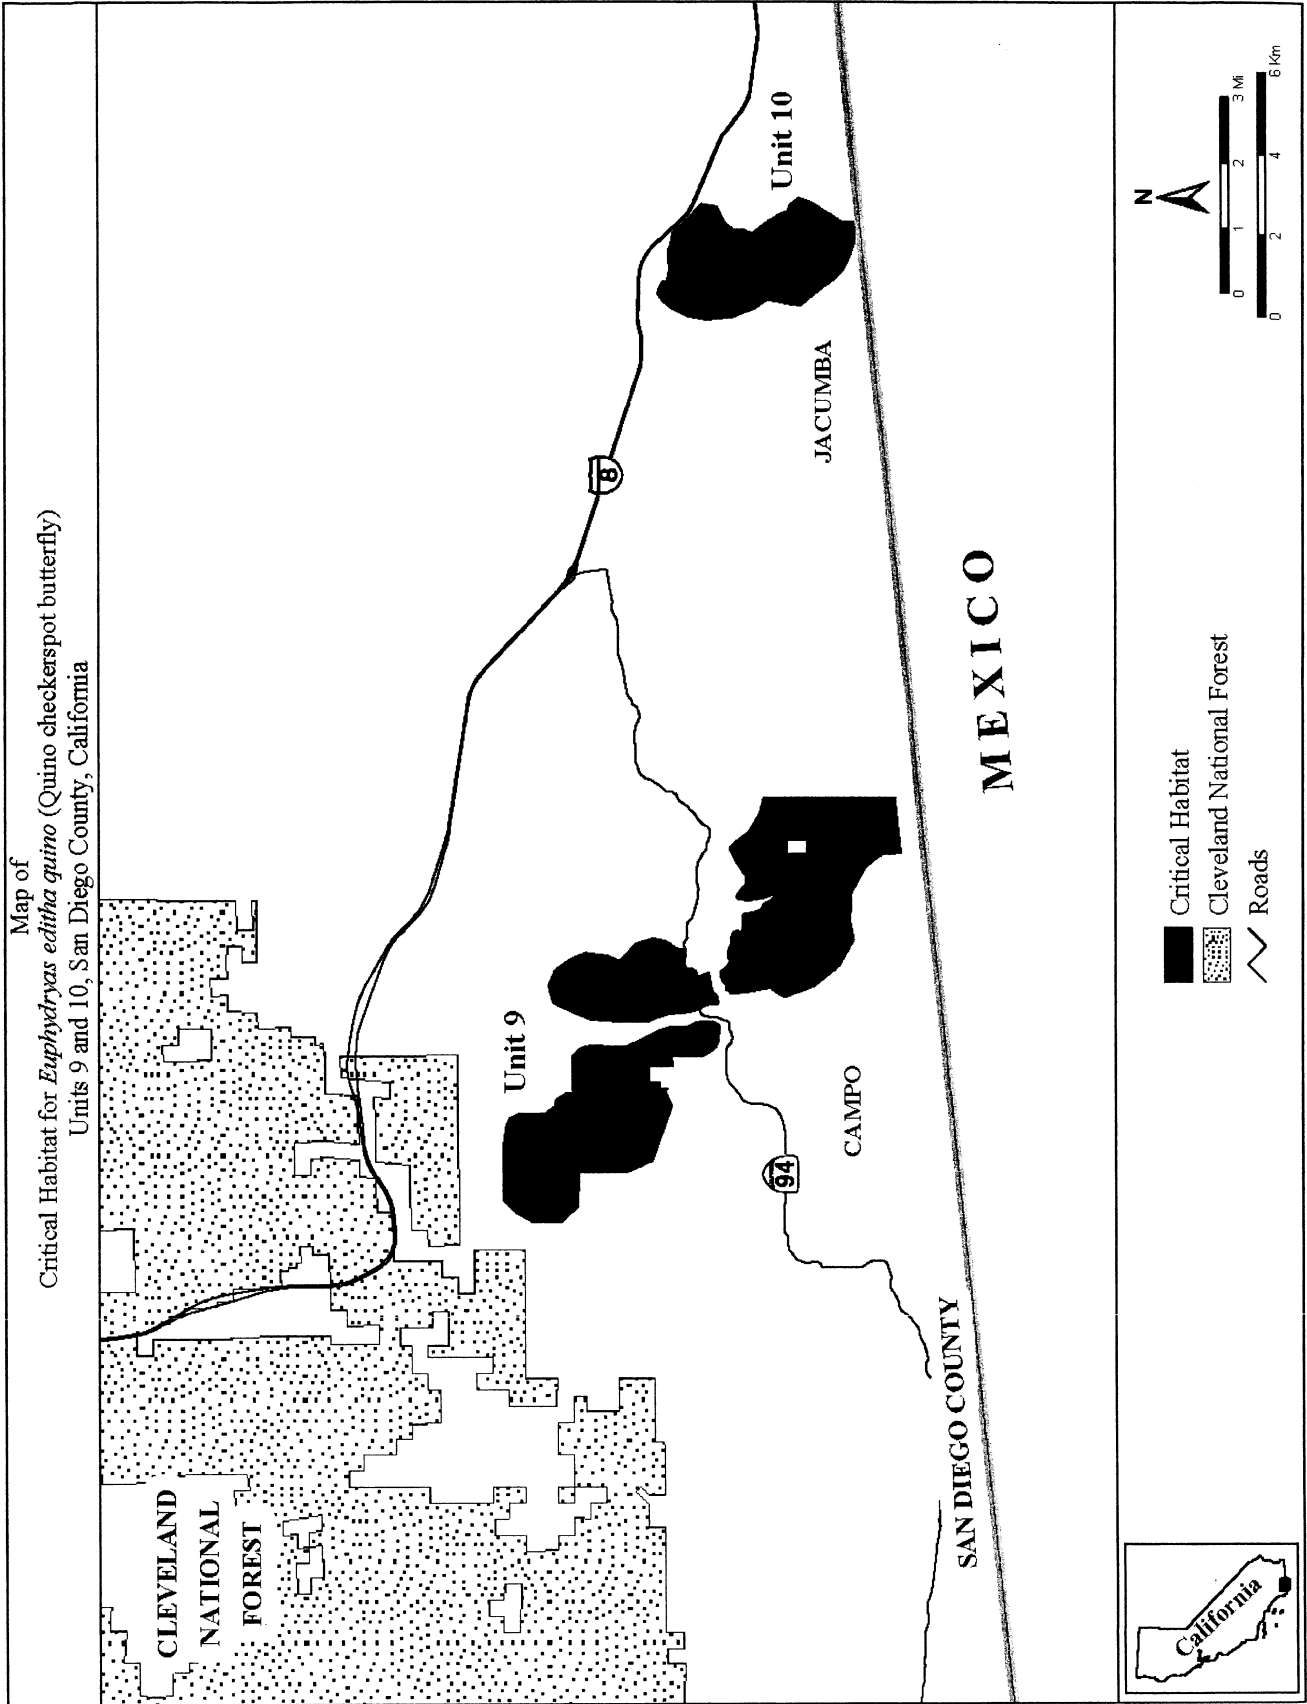 Map of
Critical Habitat for Euphydryas editha quino (Quino checkerspot butterfly)
Units 9 and 10, San Diego County, California
CLEVELAND
NATIONAL
FOREST
8
Unit 9
Unit 10
94
CAMPO
JACUMBA
SAN DIEGO COUNTY
MEXICO
California
Critical Habitat
Cleveland National Forest
Roads
N
0 1 2 3 Mi
0 2 4 6 Km